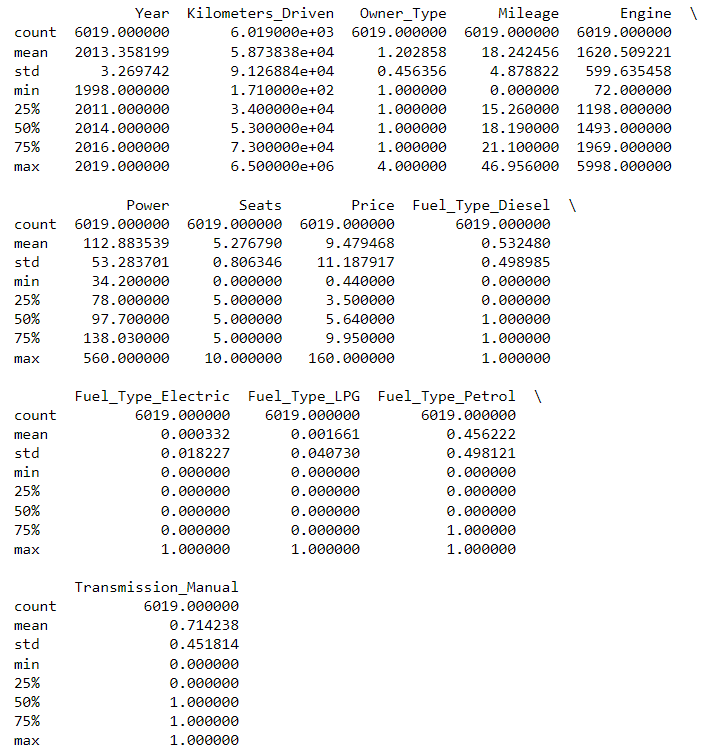 Year Kilometers_Driven Owner_Type Mileage Engine \
count 6019.000000 6.019000e+03 6019.000000 6019.000000 6019.000000
mean 2013.358199 5.873838e+04 1.202858 18.242456 1620.509221
std 3.269742 9.126884e+04 0.456356 4.878822 599.635458
min 1998.000000 1.710000e+02 1.000000 0.000000 72.000000
25% 2011.000000 3.400000e+04 1.000000 15.260000 1198.000000
50% 2014.000000 5.300000e+04 1.000000 18.190000 1493.000000
75% 2016.000000 7.300000e+04 1.000000 21.100000 1969.000000
max 2019.000000 6.500000e+06 4.000000 46.956000 5998.000000
Power Seats Price Fuel_Type_Diesel \
count 6019.000000 6019.000000 6019.000000 6019.000000
mean 112.883539 5.276790 9.479468 0.532480
std 53.283701 0.806346 11.187917 0.498985
min 34.200000 0.000000 0.440000 0.000000
25% 78.000000 5.000000 3.500000 0.000000
50% 97.700000 5.000000 5.640000 1.000000
75% 138.030000 5.000000 9.950000 1.000000
max 560.000000 10.000000 160.000000 1.000000
Fuel_Type_Electric Fuel_Type_LPG Fuel_Type_Petrol \
count 6019.000000 6019.000000 6019.000000
mean 0.000332 0.001661 0.456222
std 0.018227 0.040730 0.498121
min 0.000000 0.000000 0.000000
25% 0.000000 0.000000 0.000000
50% 0.000000 0.000000 0.000000
75% 0.000000 0.000000 1.000000
max 1.000000 1.000000 1.000000
Transmission_Manual
count 6019.000000
mean 0.714238
std 0.451814
min 0.000000
25% 0.000000
50% 1.000000
75% 1.000000
max 1.000000